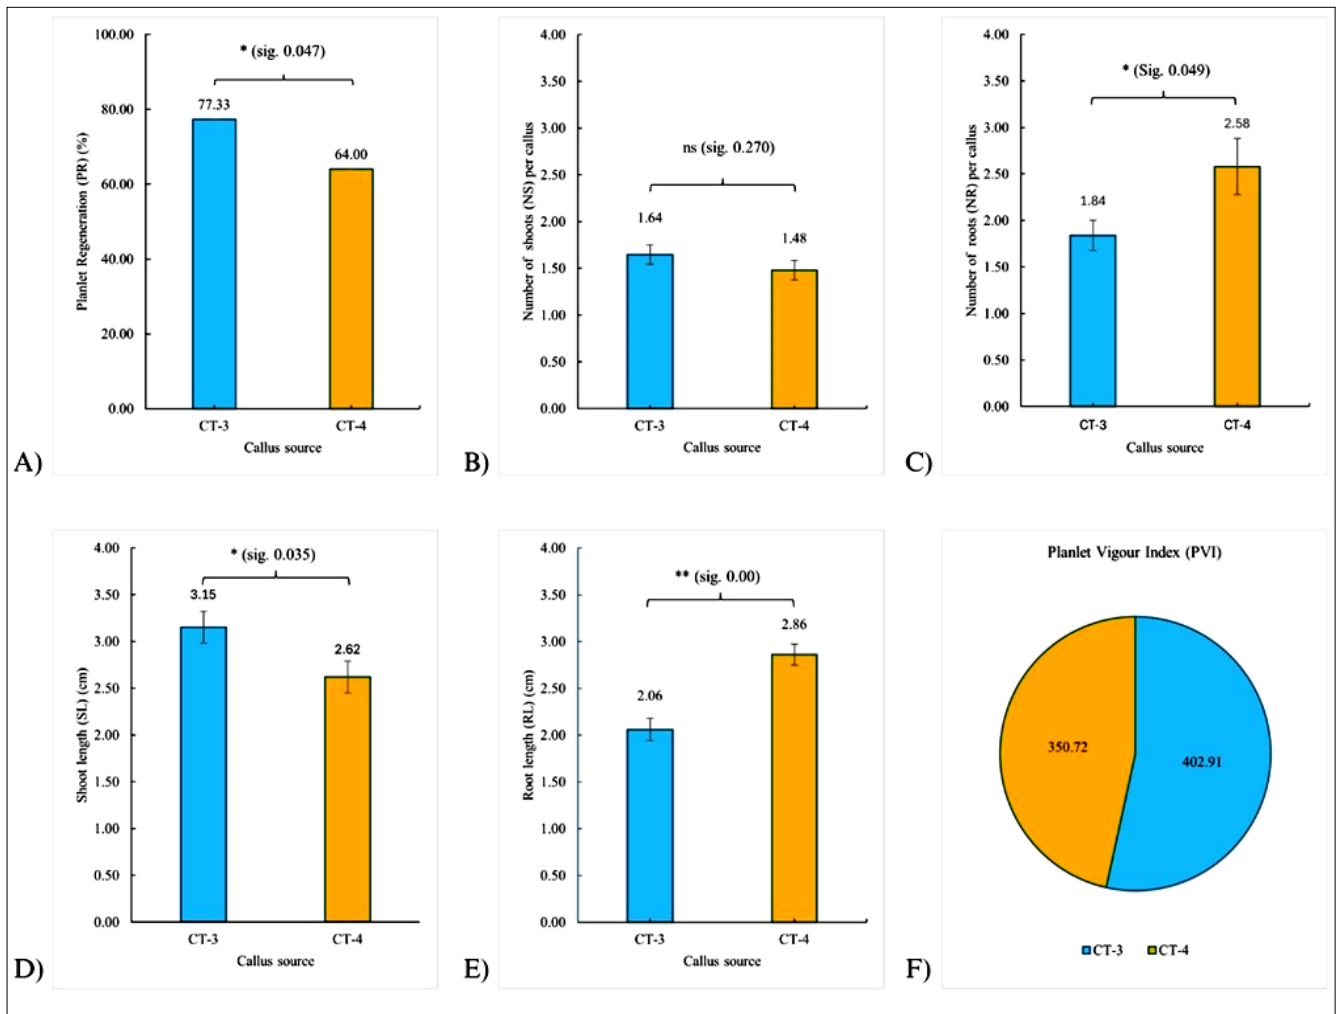 100.00
80.00
60.00
40.00
20.00
0.00
Planlet Regeneration (PR) (%)
* (sig. 0.047)
77.33
64.00
CT-3
CT-4
Callus source
A)
4.00
3.50
3.00
2.50
2.00
1.50
1.00
0.50
0.00
Number of shoots (NS) per callus
ns (sig. 0.270)
1.64
1.48
CT-3
CT-4
Callus source
B)
4.00
3.50
3.00
2.50
2.00
1.50
1.00
0.50
0.00
Number of roots (NR) per callus
* (Sig. 0.049)
1.84
2.58
CT-3
CT-4
Callus source
C)
4.00
3.50
3.00
2.50
2.00
1.50
1.00
0.50
0.00
Shoot length (SL) (cm)
* (sig. 0.035)
3.15
2.62
CT-3
CT-4
Callus source
D)
4.00
3.50
3.00
2.50
2.00
1.50
1.00
0.50
0.00
Root length (RL) (cm)
** (sig. 0.00)
2.06
2.86
CT-3
CT-4
Callus source
E)
Planlet Vigour Index (PVI)
350.72
402.91
CT-3
CT-4
F)